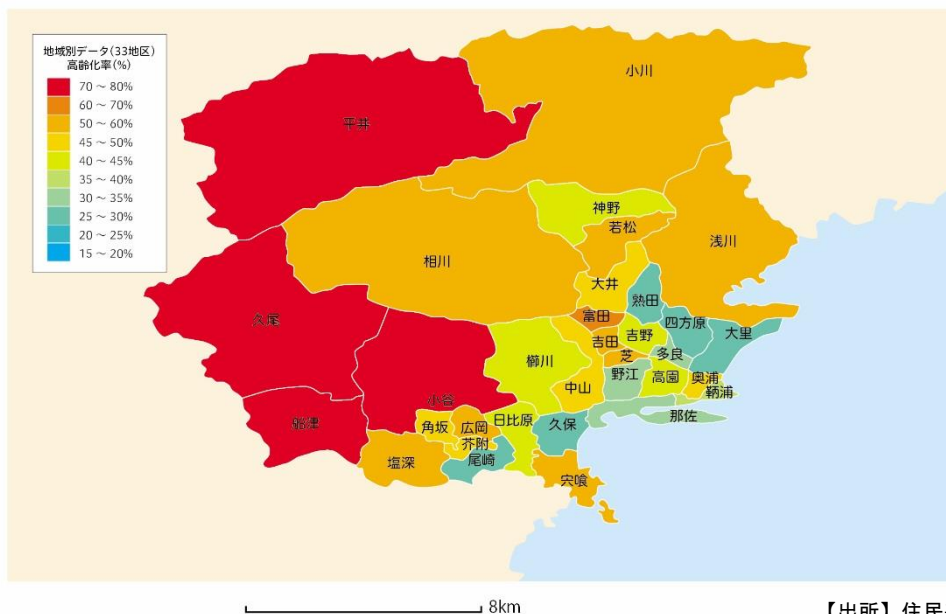 地域別データ(33地区)
高齢化率(%)
70 ～ 80%
60 ～ 70%
50 ～ 60%
45 ～ 50%
40 ～ 45%
35 ～ 40%
30 ～ 35%
25 ～ 30%
20 ～ 25%
15 ～ 20%
小川
平井
神野
若松
浅川
相川
大井
熟田
久尾
富田
四方原
大里
吉田
吉野
芝
多良
櫛川
中山
野江
高園
奥浦
鞆浦
小谷
那佐
角坂
広岡
日比原
久保
船津
芥附
尾崎
塩深
宍喰
8km
【出所】住居